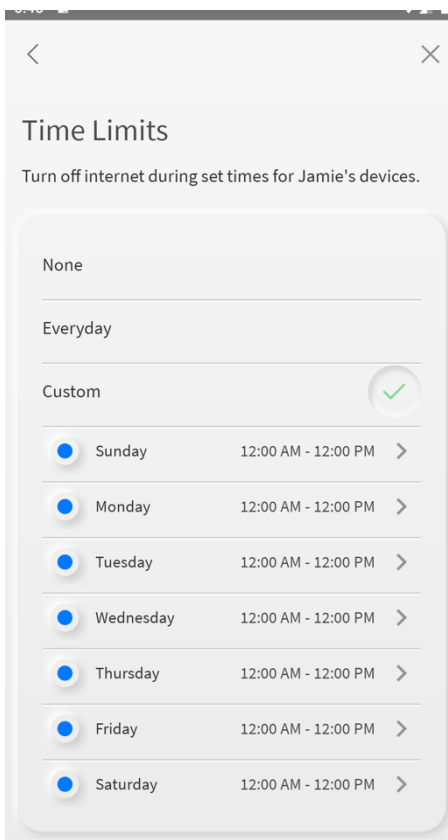 Time Limits
Turn off internet during set times for Jamie's devices.
None
Everyday
Custom
Sunday 12:00 AM - 12:00 PM
Monday 12:00 AM - 12:00 PM
Tuesday 12:00 AM - 12:00 PM
Wednesday 12:00 AM - 12:00 PM
Thursday 12:00 AM - 12:00 PM
Friday 12:00 AM - 12:00 PM
Saturday 12:00 AM - 12:00 PM